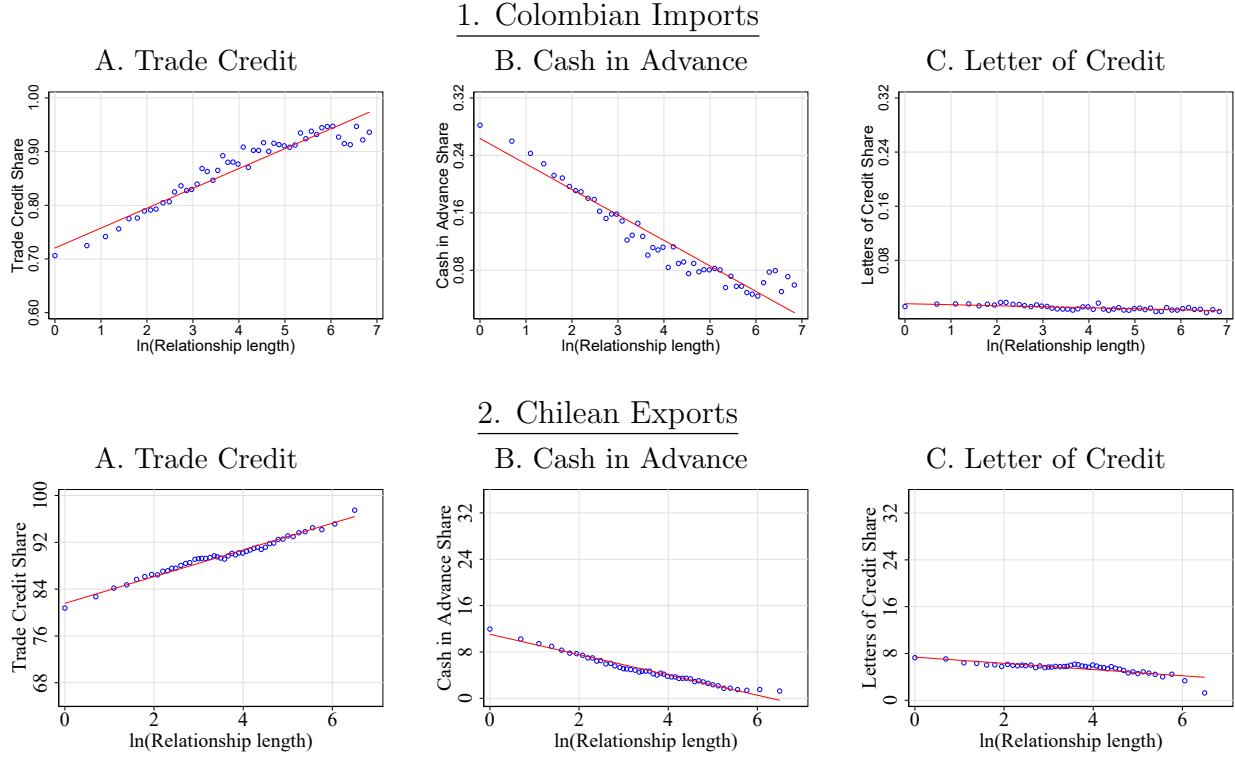 1. Colombian Imports
A. Trade Credit
B. Cash in Advance
C. Letter of Credit
Trade Credit Share
1.00
0.90
0.80
0.70
0.60
0 1 2 3 4 5 6 7
ln(Relationship length)
Cash in Advance Share
0.32
0.24
0.16
0.08
0 1 2 3 4 5 6 7
ln(Relationship length)
Letters of Credit Share
0.32
0.24
0.16
0.08
0 1 2 3 4 5 6 7
ln(Relationship length)
2. Chilean Exports
A. Trade Credit
B. Cash in Advance
C. Letter of Credit
Trade Credit Share
100
92
84
76
68
0 2 4 6
ln(Relationship length)
Cash in Advance Share
32
24
16
8
0
0 2 4 6
ln(Relationship length)
Letters of Credit Share
32
24
16
8
0
0 2 4 6
ln(Relationship length)